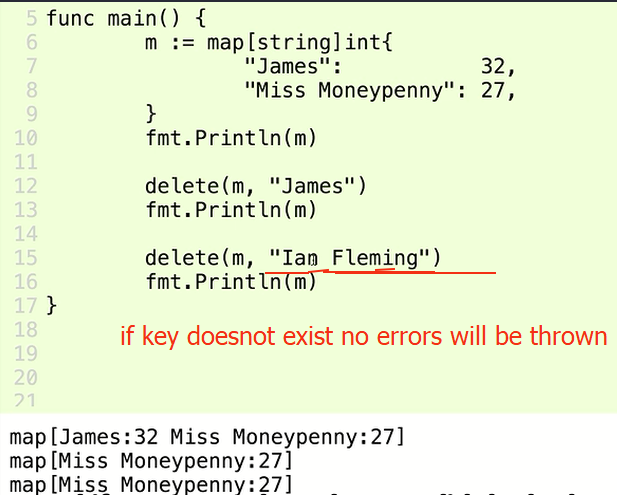 5 func main() {
6 m := map[string]int{
7 "James": 32,
8 "Miss Moneypenny": 27,
9 }
10 fmt.Println(m)
11
12 delete(m, "James")
13 fmt.Println(m)
14
15 delete(m, "Ian Fleming")
16 fmt.Println(m)
17 }
18
if key doesnot exist no errors will be thrown
19
20
21
map[James:32 Miss Moneypenny:27]
map[Miss Moneypenny:27]
map[Miss Moneypenny:27]